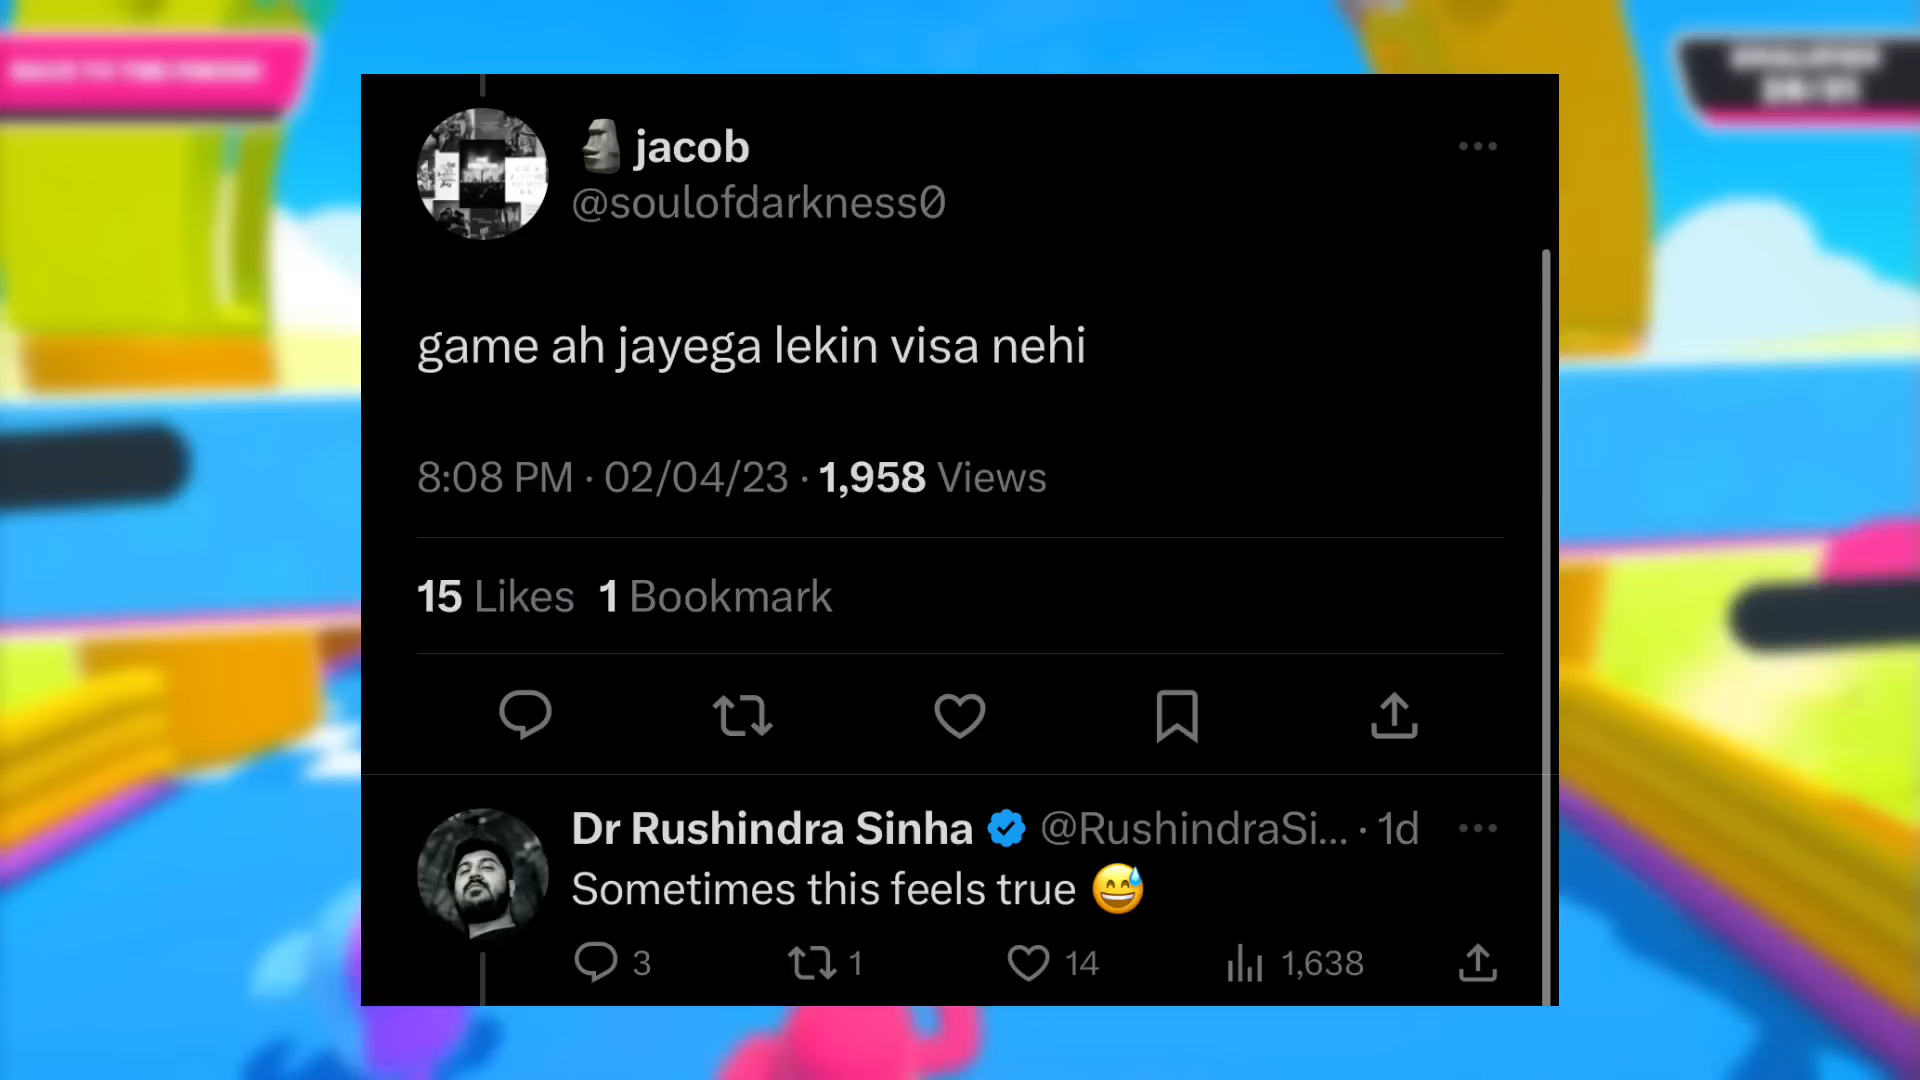 🗿 jacob
@soulofdarkness0
game ah jayega lekin visa nehi
8:08 PM · 02/04/23 · 1,958 Views
15 Likes 1 Bookmark
Dr Rushindra Sinha @RushindraSi... · 1d
Sometimes this feels true 😅
3 1 14 1,638